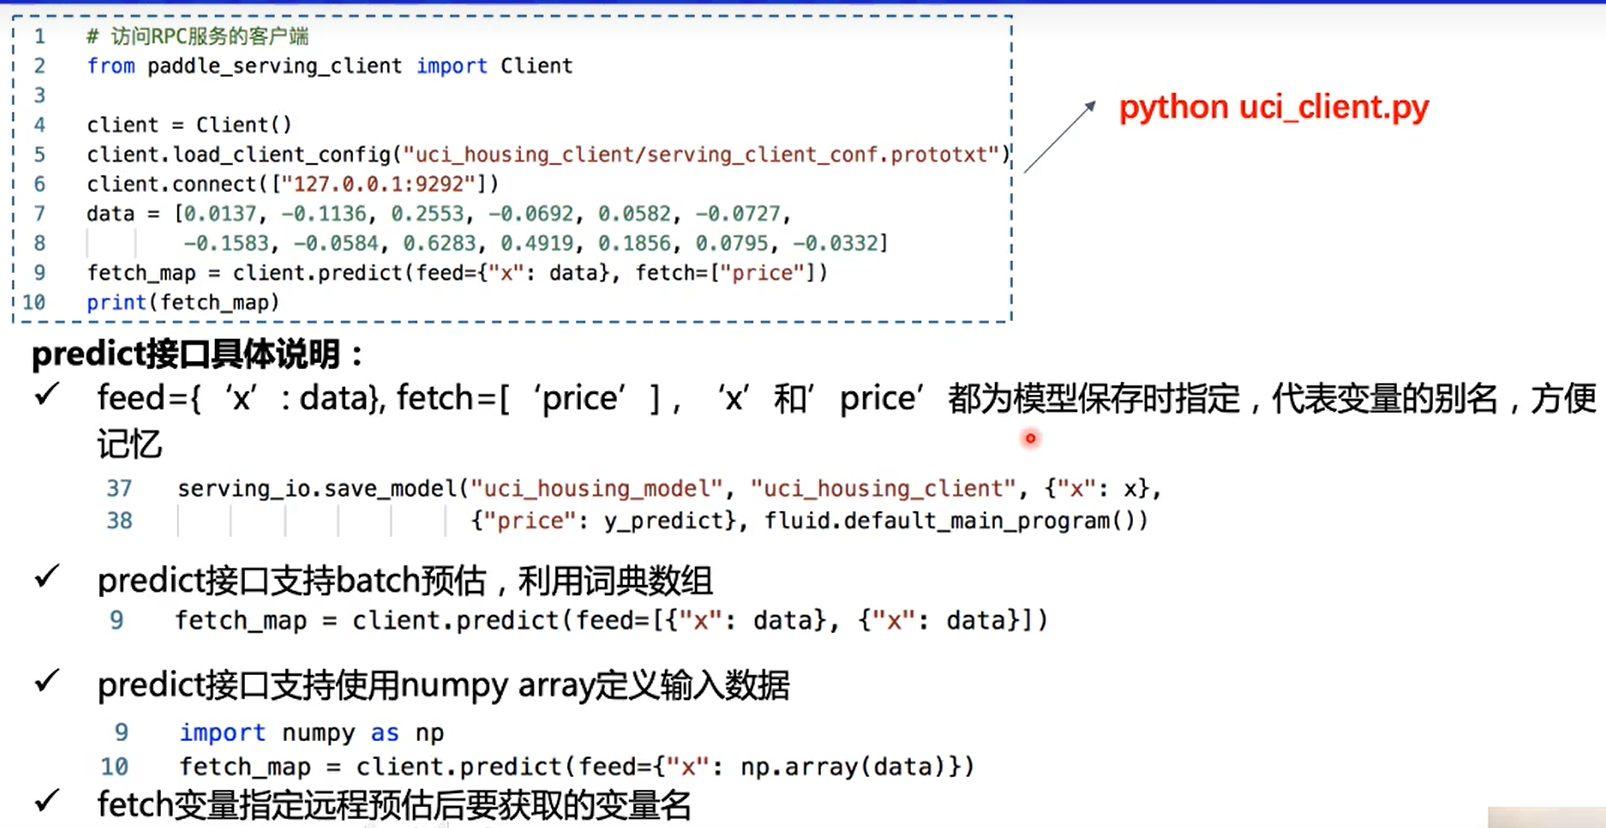 1 # 访问RPC服务的客户端
2 from paddle_serving_client import Client
3
4 client = Client()
5 client.load_client_config("uci_housing_client/serving_client_conf.prototxt")
6 client.connect(["127.0.0.1:9292"])
7 data = [0.0137, -0.1136, 0.2553, -0.0692, 0.0582, -0.0727,
8 -0.1583, -0.0584, 0.6283, 0.4919, 0.1856, 0.0795, -0.0332]
9 fetch_map = client.predict(feed={"x": data}, fetch=["price"])
10 print(fetch_map)
python uci_client.py
predict接口具体说明：
✓ feed={‘x’: data}, fetch=[‘price’]，‘x’和’price’都为模型保存时指定，代表变量的别名，方便
记忆
37 serving_io.save_model("uci_housing_model", "uci_housing_client", {"x": x},
38 {"price": y_predict}, fluid.default_main_program())
✓ predict接口支持batch预估，利用词典数组
9 fetch_map = client.predict(feed=[{"x": data}, {"x": data}])
✓ predict接口支持使用numpy array定义输入数据
9 import numpy as np
10 fetch_map = client.predict(feed={"x": np.array(data)})
✓ fetch变量指定远程预估后要获取的变量名